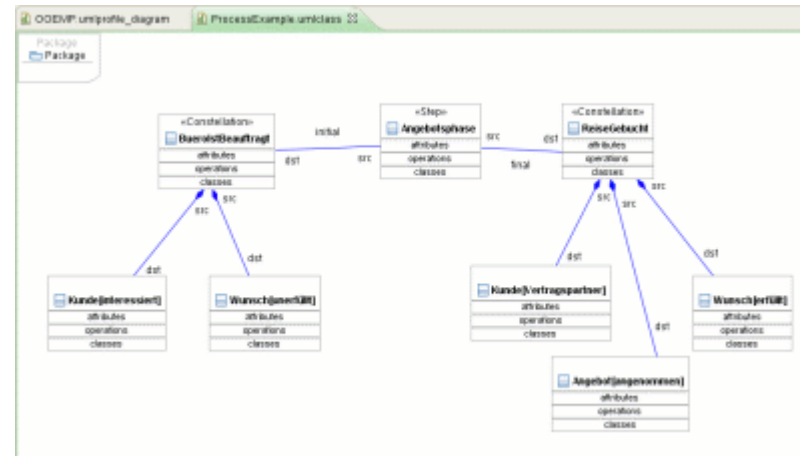 OOEMP.umlprofile_diagram
ProcessExample.umlclass
Package
Package
«Constellation»
BueroIstBeauftragt
attributes
operations
classes
initial
dst
src
«Step»
Angebotsphase
attributes
operations
classes
src
dst
final
«Constellation»
ReiseGebucht
attributes
operations
classes
src
src
dst
dst
src
src
src
dst
dst
dst
Kunde[interessiert]
attributes
operations
classes
Wunsch[unerfüllt]
attributes
operations
classes
Kunde[Vertragspartner]
attributes
operations
classes
Wunsch[erfüllt]
attributes
operations
classes
Angebot[angenommen]
attributes
operations
classes